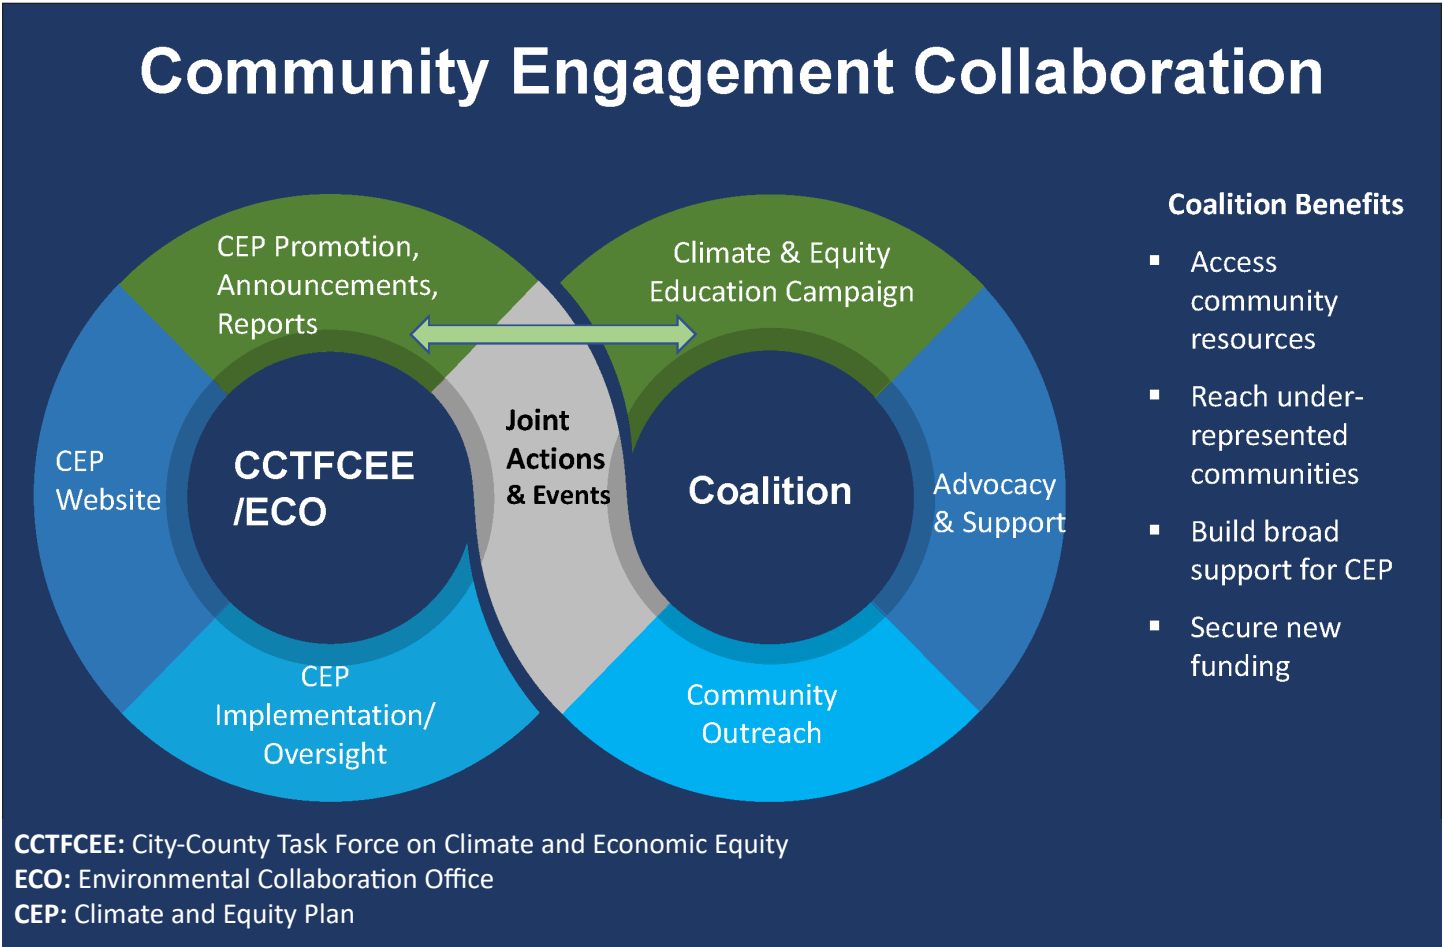 Community Engagement Collaboration
CEP Promotion,
Announcements,
Reports
CEP
Website
CCTFCEE
/ECO
CEP
Implementation/
Oversight
Joint
Actions
& Events
Climate & Equity
Education Campaign
Coalition
Advocacy
& Support
Community
Outreach
Coalition Benefits
▪ Access
community
resources
▪ Reach under-
represented
communities
▪ Build broad
support for CEP
▪ Secure new
funding
CCTFCEE: City-County Task Force on Climate and Economic Equity
ECO: Environmental Collaboration Office
CEP: Climate and Equity Plan